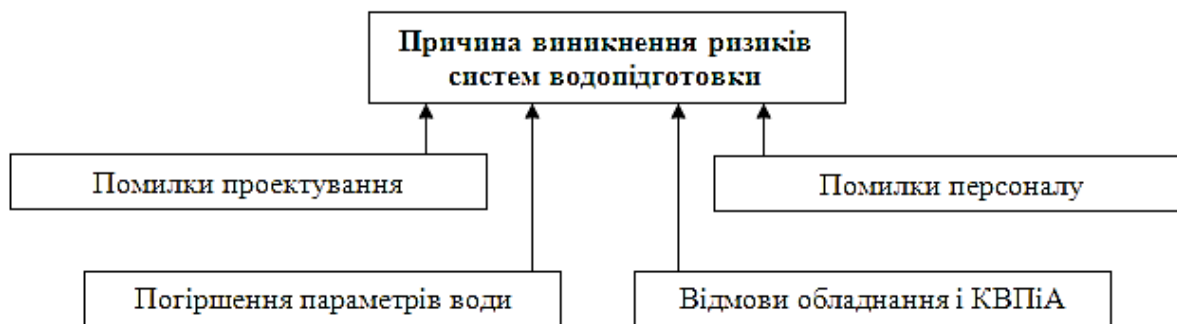 Причина виникнення ризиків
систем водопідготовки
Помилки проектування
Помилки персоналу
Погіршення параметрів води
Відмови обладнання і КВПіА